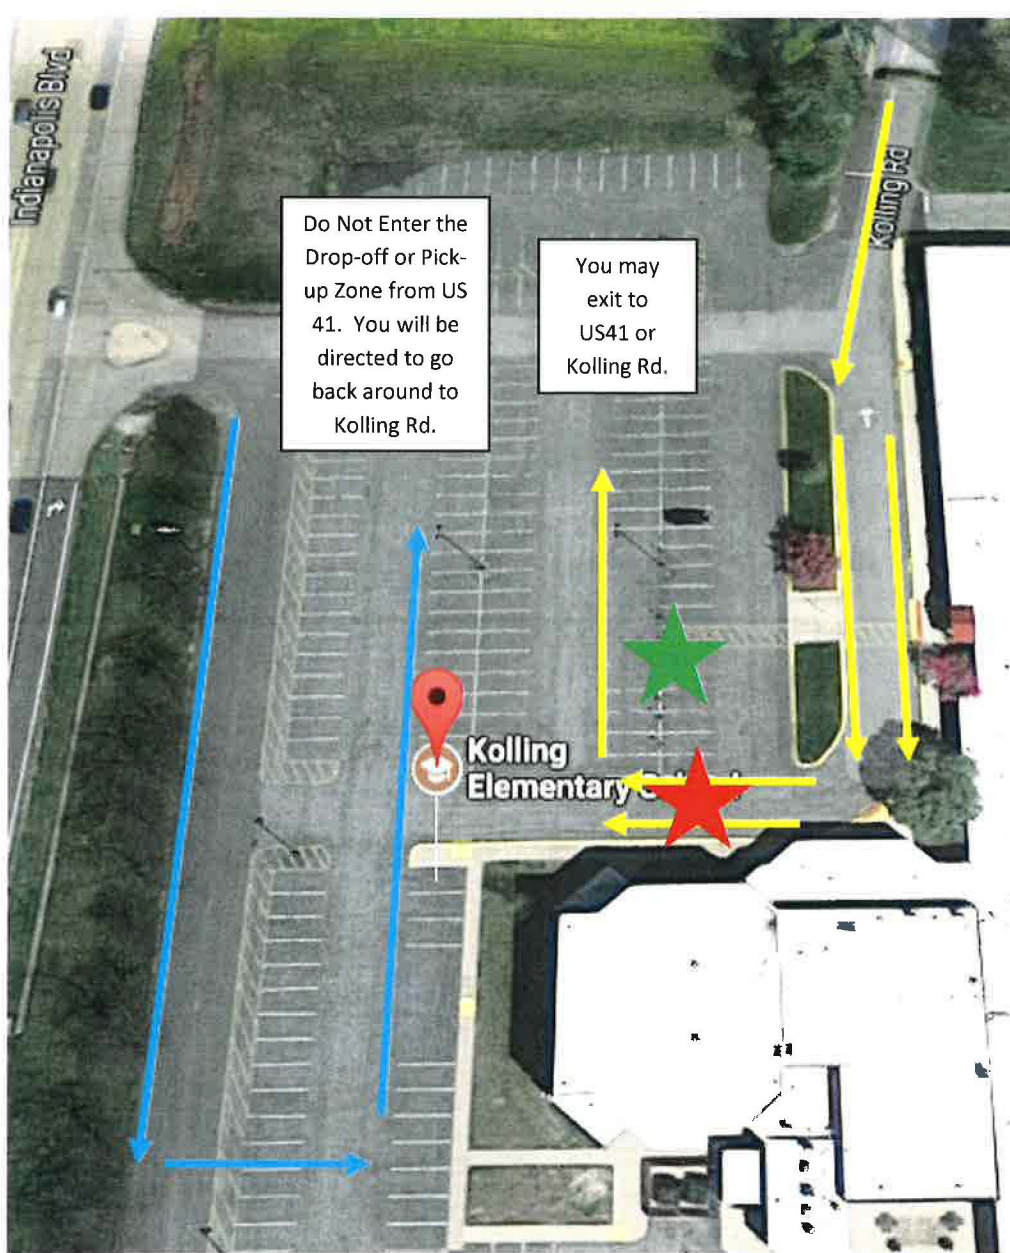 Indianapolis Blvd
Kolling Rd
Do Not Enter the
Drop-off or Pick-
up Zone from US
41. You will be
directed to go
back around to
Kolling Rd.
You may
exit to
US41 or
Kolling Rd.
Kolling
Elementary